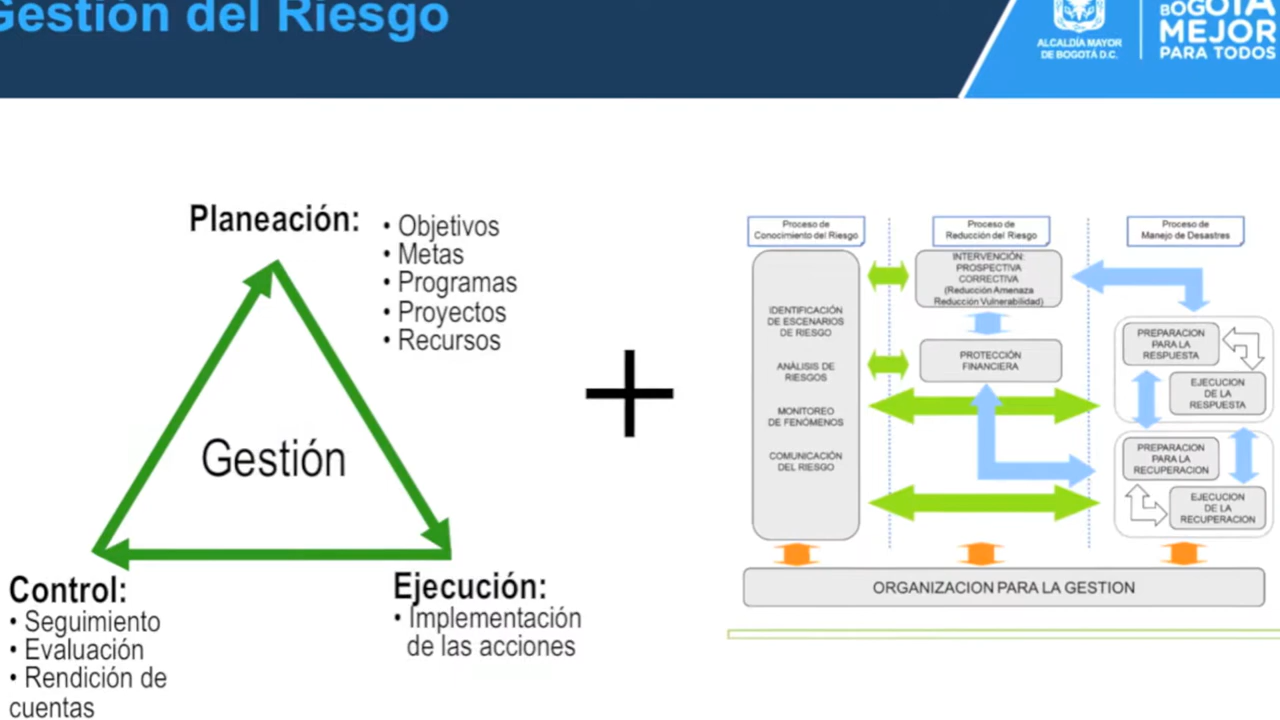 Gestión del Riesgo
ALCALDÍA MAYOR
DE BOGOTÁ D.C.
BOGOTÁ
MEJOR
PARA TODOS
Planeación:
• Objetivos
• Metas
• Programas
• Proyectos
• Recursos
Gestión
Control:
• Seguimiento
• Evaluación
• Rendición de
cuentas
Ejecución:
• Implementación
de las acciones
+
Proceso de
Conocimiento del Riesgo
IDENTIFICACIÓN
DE ESCENARIOS
DE RIESGO
ANÁLISIS DE
RIESGOS
MONITOREO
DE FENÓMENOS
COMUNICACIÓN
DEL RIESGO
Proceso de
Reducción del Riesgo
INTERVENCIÓN:
PROSPECTIVA
CORRECTIVA
(Reducción Amenaza
Reducción Vulnerabilidad)
PROTECCIÓN
FINANCIERA
Proceso de
Manejo de Desastres
PREPARACION
PARA LA
RESPUESTA
EJECUCION
DE LA
RESPUESTA
PREPARACION
PARA LA
RECUPERACION
EJECUCION
DE LA
RECUPERACION
ORGANIZACION PARA LA GESTION